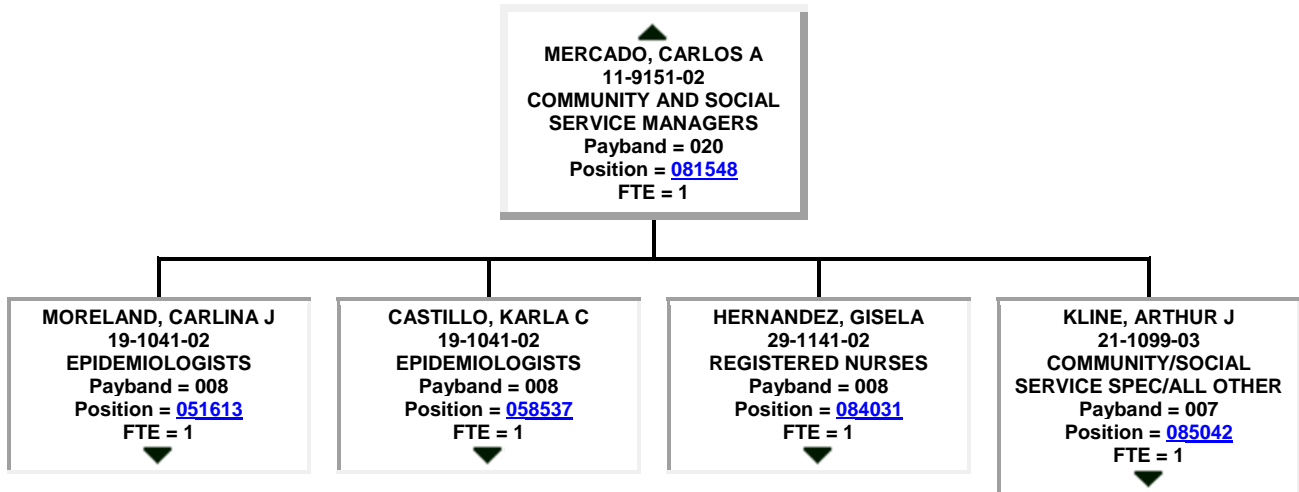 MERCADO, CARLOS A
11-9151-02
COMMUNITY AND SOCIAL
SERVICE MANAGERS
Payband = 020
Position = 081548
FTE = 1
MORELAND, CARLINA J
19-1041-02
EPIDEMIOLOGISTS
Payband = 008
Position = 051613
FTE = 1
CASTILLO, KARLA C
19-1041-02
EPIDEMIOLOGISTS
Payband = 008
Position = 058537
FTE = 1
HERNANDEZ, GISELA
29-1141-02
REGISTERED NURSES
Payband = 008
Position = 084031
FTE = 1
KLINE, ARTHUR J
21-1099-03
COMMUNITY/SOCIAL
SERVICE SPEC/ALL OTHER
Payband = 007
Position = 085042
FTE = 1